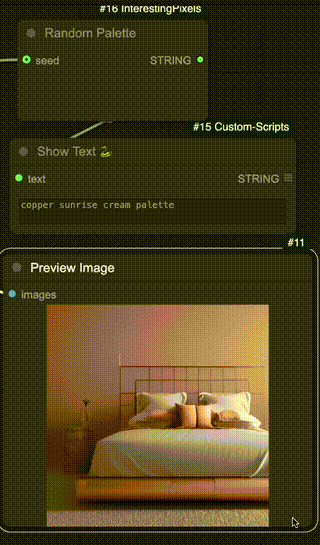 #16 InterestingPixels
Random Palette
seed
STRING
#15 Custom-Scripts
Show Text 🐍
text
STRING
copper sunrise cream palette
#11
Preview Image
images